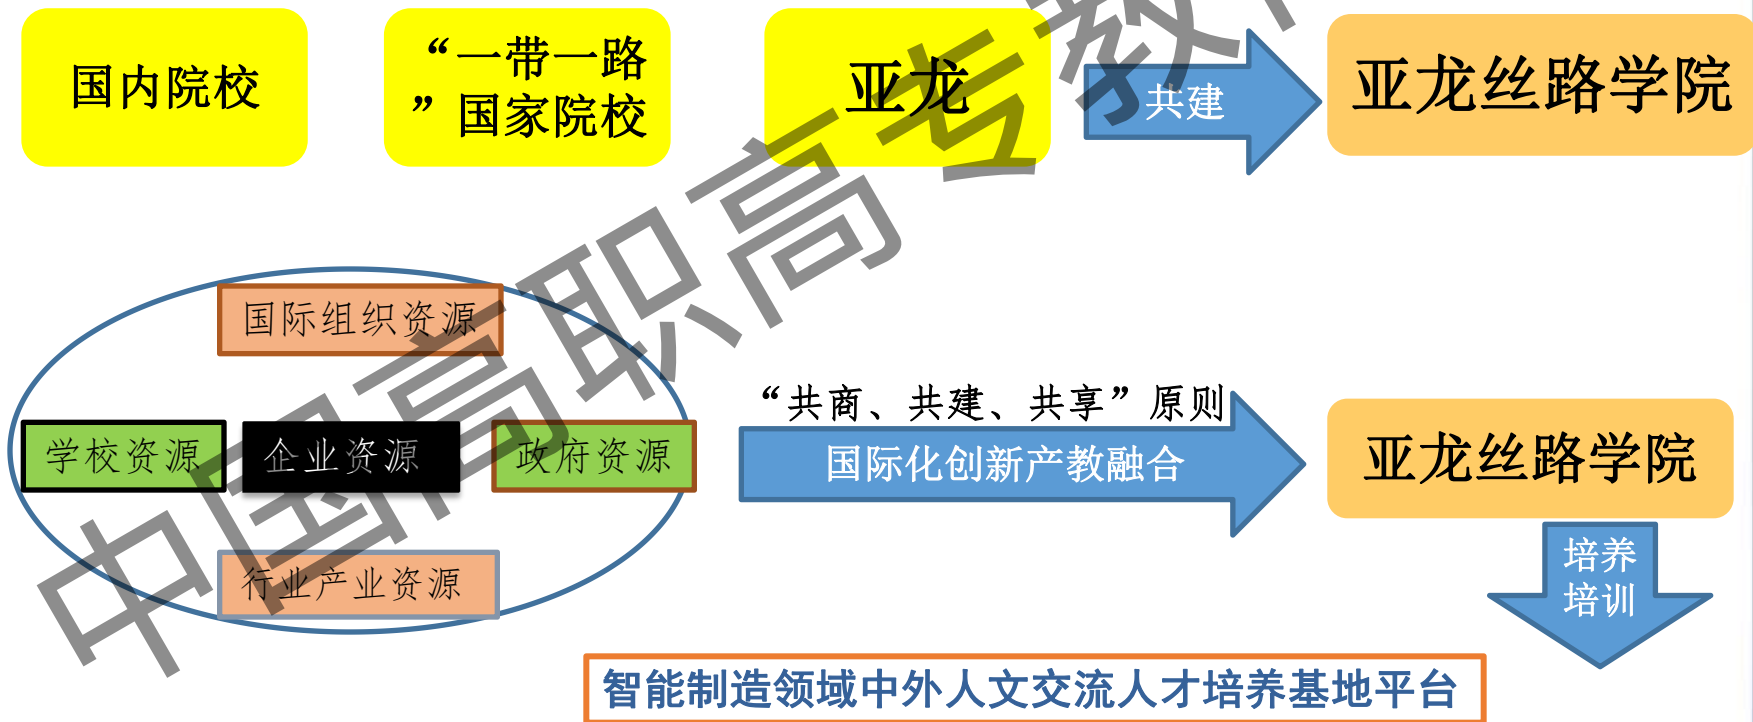 国内院校
“一带一路
”国家院校
亚龙
共建
亚龙丝路学院
国际组织资源
学校资源
企业资源
政府资源
行业产业资源
“共商、共建、共享”原则
国际化创新产教融合
亚龙丝路学院
培养
培训
智能制造领域中外人文交流人才培养基地平台
中国高职高专教